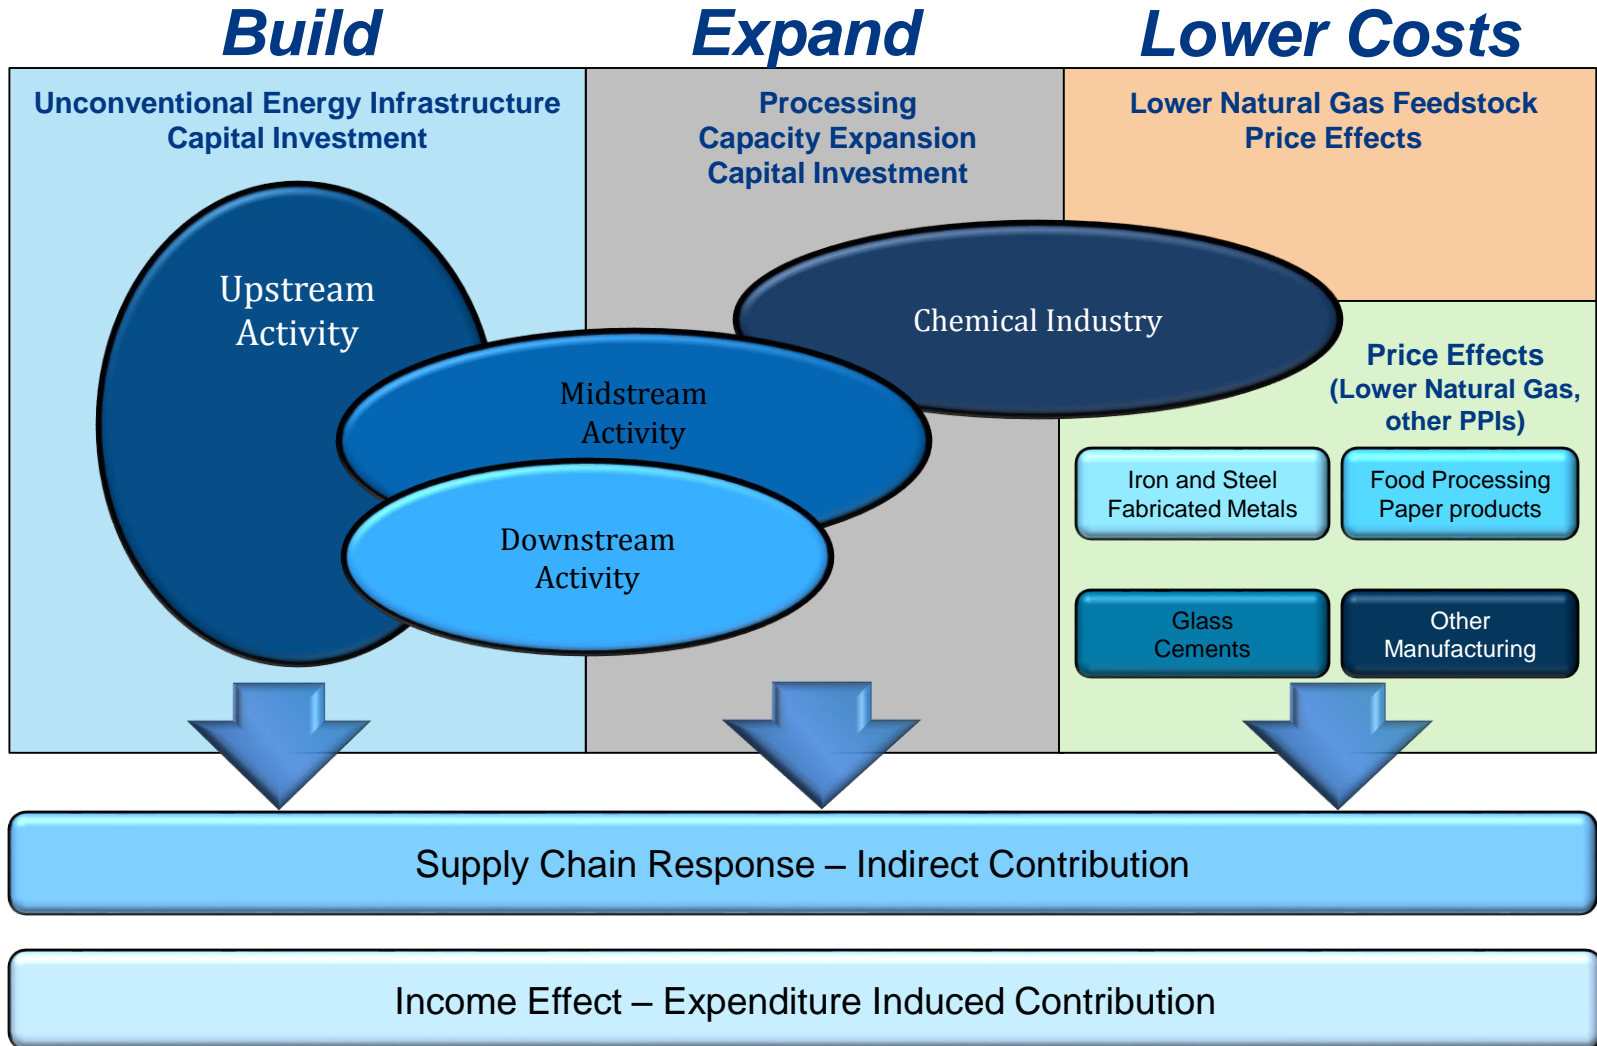 Build
Expand
Lower Costs
Unconventional Energy Infrastructure
Capital Investment
Processing
Capacity Expansion
Capital Investment
Lower Natural Gas Feedstock
Price Effects
Upstream
Activity
Midstream
Activity
Downstream
Activity
Chemical Industry
Price Effects
(Lower Natural Gas,
other PPIs)
Iron and Steel
Fabricated Metals
Food Processing
Paper products
Glass
Cements
Other
Manufacturing
Supply Chain Response – Indirect Contribution
Income Effect – Expenditure Induced Contribution